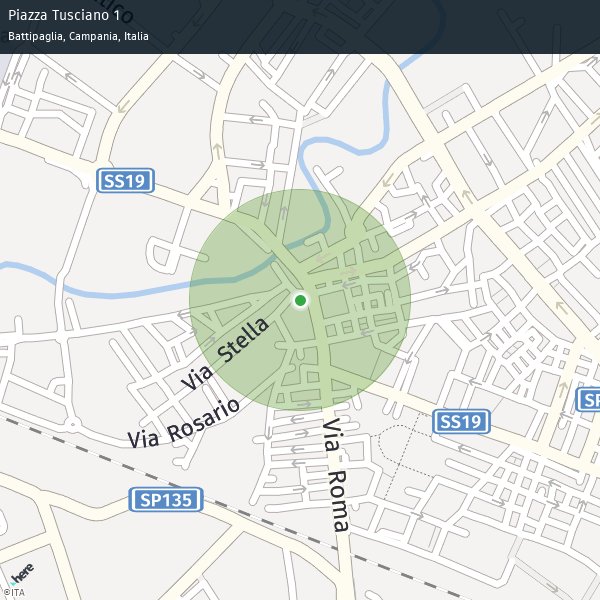 Piazza Tusciano 1
Battipaglia, Campania, Italia
SS19
Via Stella
SP
Via Rosario
SS19
Via Roma
SP135
here
©ITA